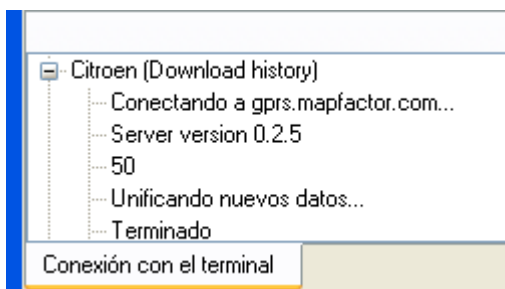 Citroen (Download history)
Conectando a gprs.mapfactor.com...
Server version 0.2.5
50
Unificando nuevos datos...
Terminado
Conexión con el terminal